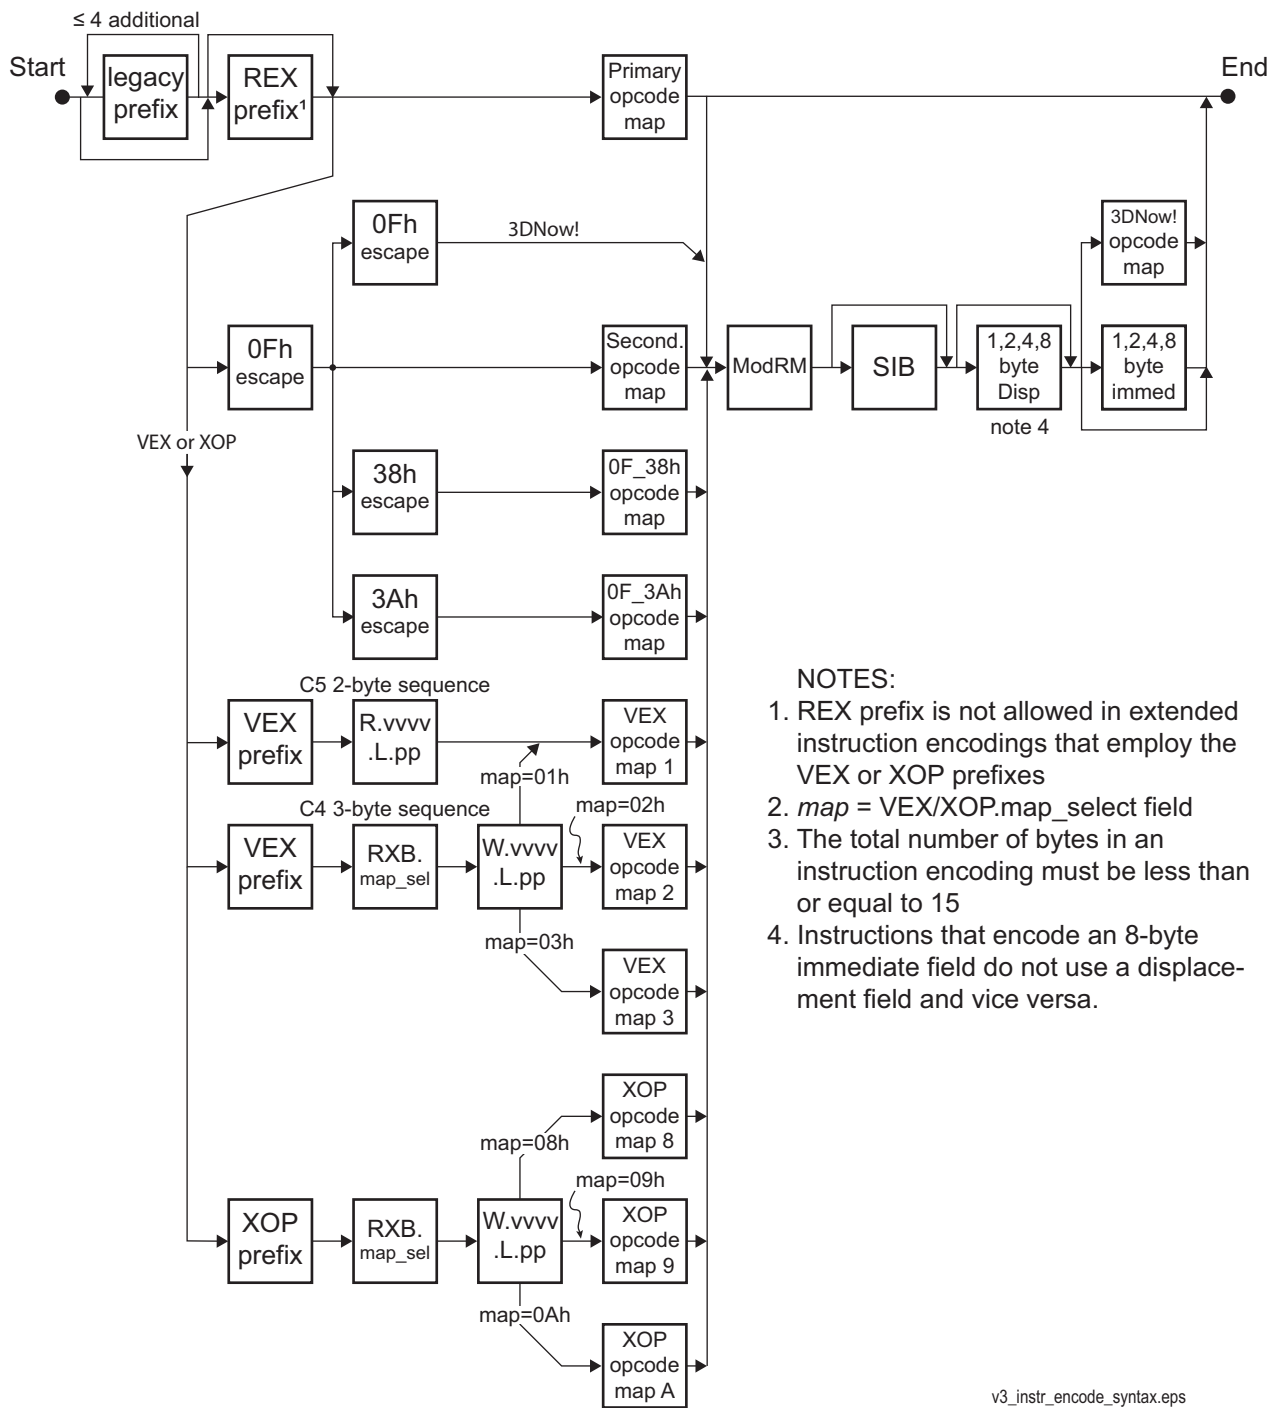 ≤ 4 additional
Start
legacy
prefix
REX
prefix¹
Primary
opcode
map
End
0Fh
escape
3DNow!
3DNow!
opcode
map
0Fh
escape
Second.
opcode
map
ModRM
SIB
1,2,4,8
byte
Disp
note 4
1,2,4,8
byte
immed
VEX or XOP
38h
escape
0F_38h
opcode
map
3Ah
escape
0F_3Ah
opcode
map
C5 2-byte sequence
VEX
prefix
R.vvvv
.L.pp
VEX
opcode
map 1
map=01h
C4 3-byte sequence
map=02h
VEX
prefix
RXB.
map_sel
W.vvvv
.L.pp
VEX
opcode
map 2
map=03h
VEX
opcode
map 3
NOTES:
1. REX prefix is not allowed in extended
instruction encodings that employ the
VEX or XOP prefixes
2. map = VEX/XOP.map_select field
3. The total number of bytes in an
instruction encoding must be less than
or equal to 15
4. Instructions that encode an 8-byte
immediate field do not use a displace-
ment field and vice versa.
XOP
opcode
map 8
map=08h
map=09h
XOP
prefix
RXB.
map_sel
W.vvvv
.L.pp
XOP
opcode
map 9
map=0Ah
XOP
opcode
map A
v3_instr_encode_syntax.eps